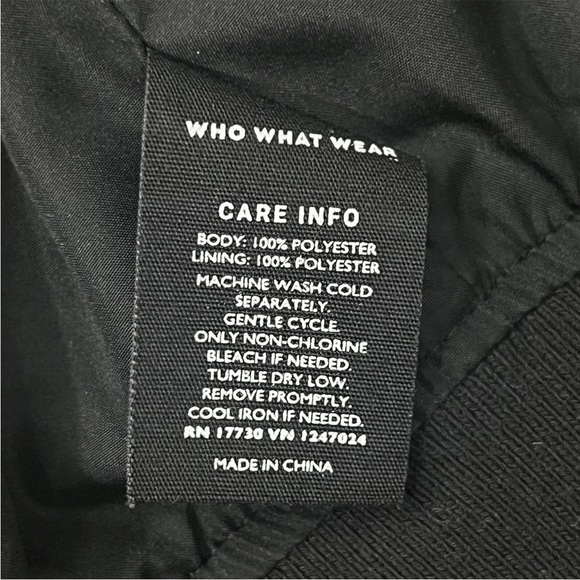 WHO WHAT WEAR
CARE INFO
BODY: 100% POLYESTER
LINING: 100% POLYESTER
MACHINE WASH COLD
SEPARATELY.
GENTLE CYCLE.
ONLY NON-CHLORINE
BLEACH IF NEEDED.
TUMBLE DRY LOW.
REMOVE PROMPTLY.
COOL IRON IF NEEDED.
RN 17730 VN 1247024
MADE IN CHINA